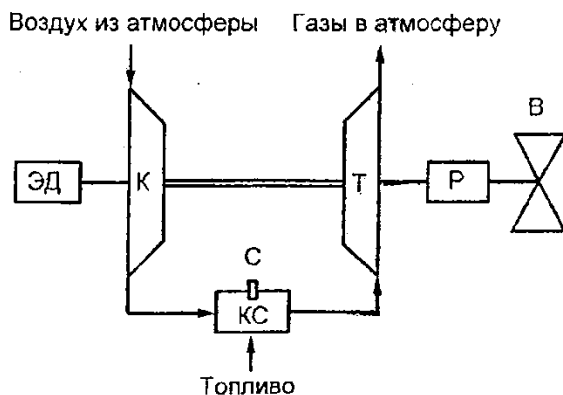 Воздух из атмосферы
Газы в атмосферу
В
ЭД
К
Т
Р
С
КС
Топливо